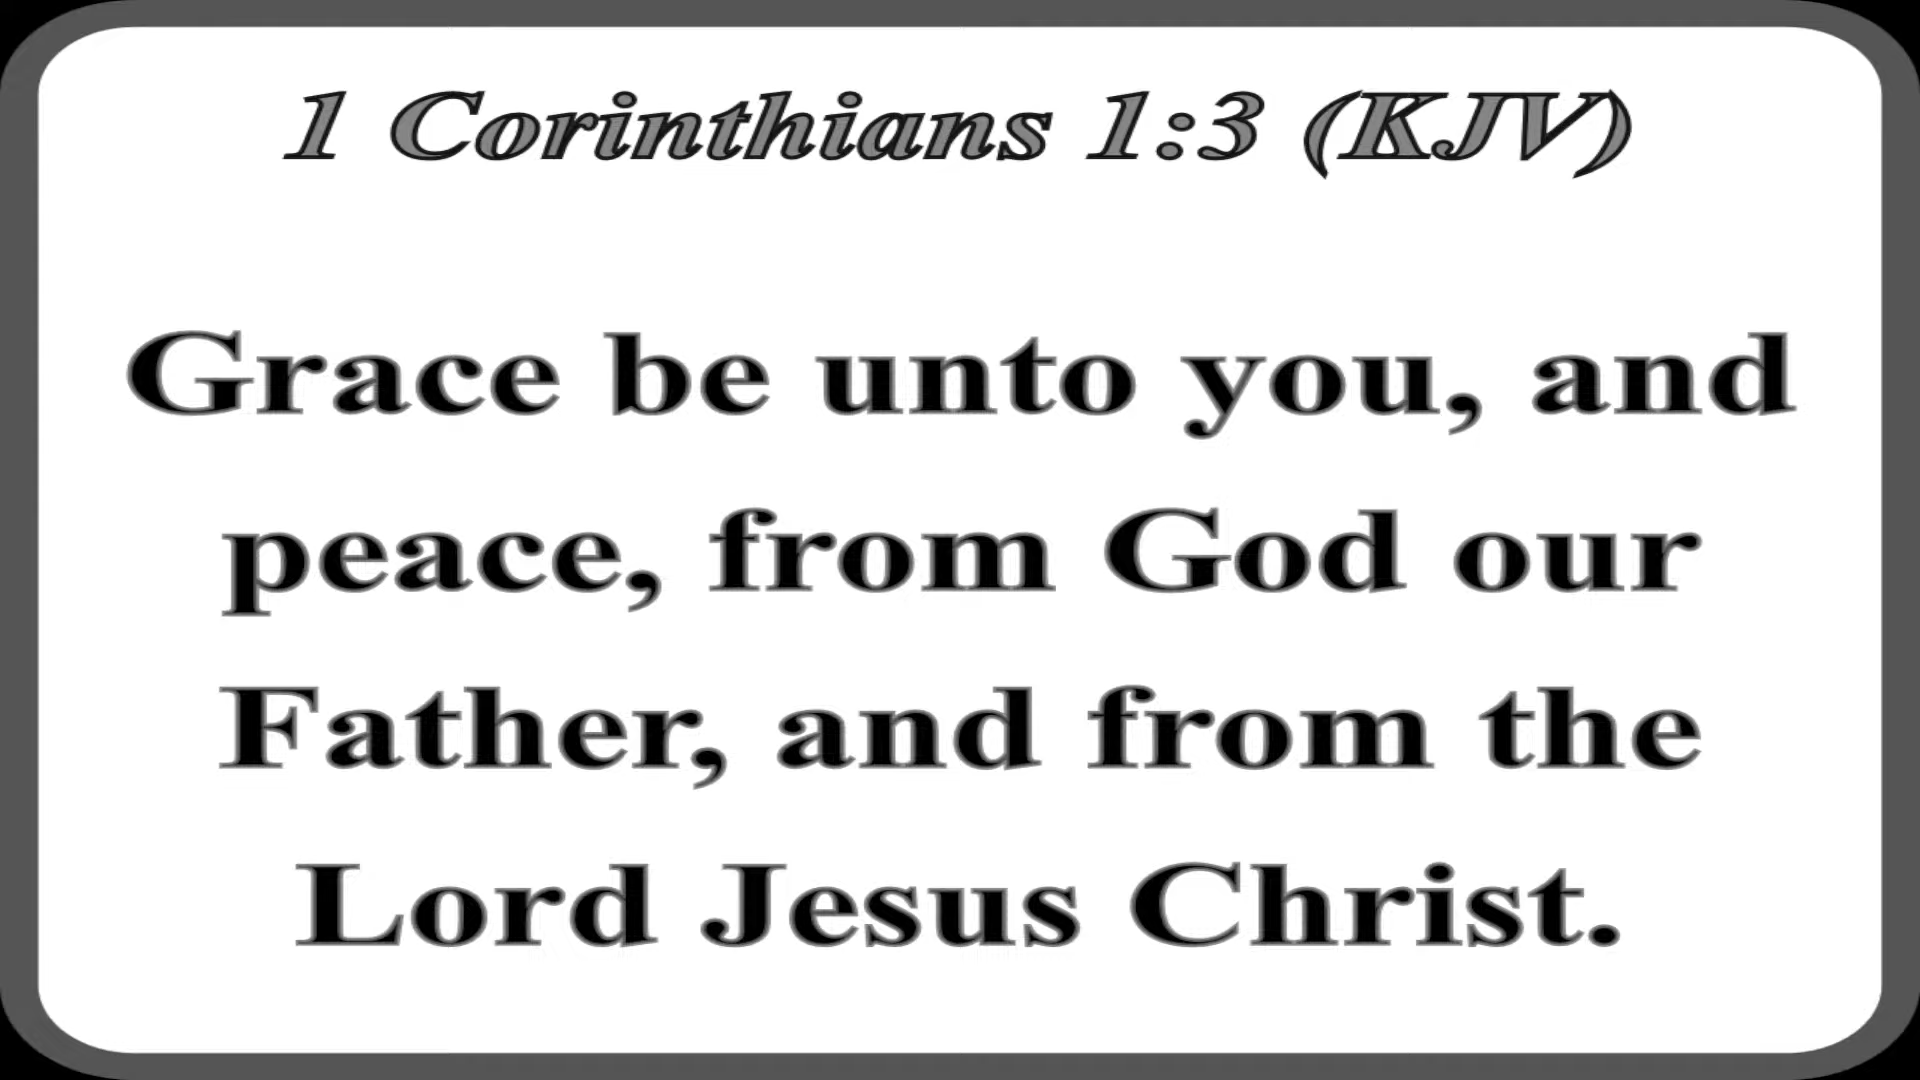 1 Corinthians 1:3 (KJV)
Grace be unto you, and
peace, from God our
Father, and from the
Lord Jesus Christ.